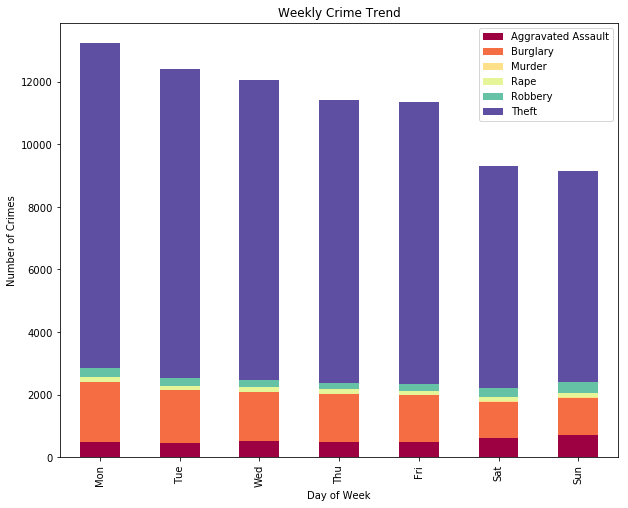 Weekly Crime Trend
Aggravated Assault
Burglary
Murder
Rape
Robbery
Theft
Number of Crimes
12000
10000
8000
6000
4000
2000
0
Mon
Tue
Wed
Thu
Fri
Sat
Sun
Day of Week